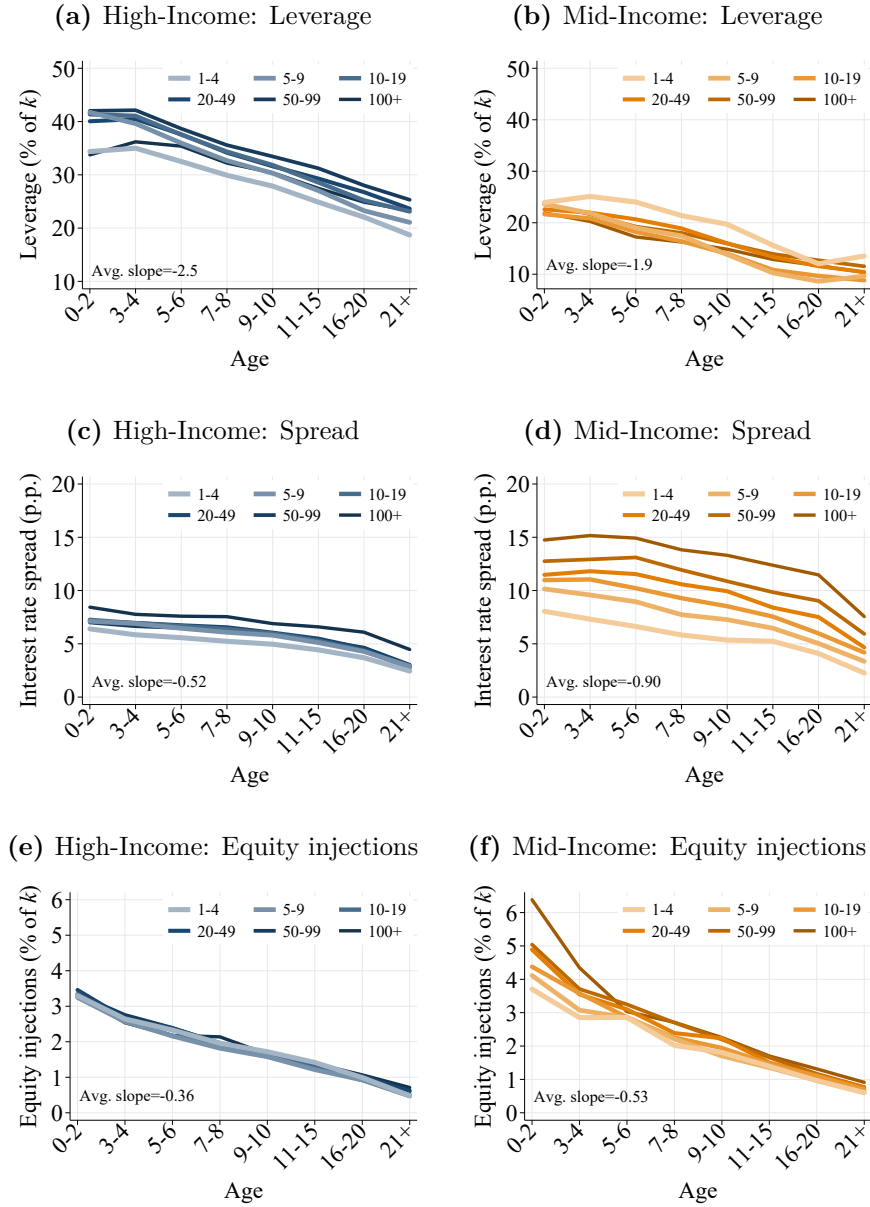 (a) High-Income: Leverage
Leverage (% of k)
50
40
30
20
10
1-4 5-9 10-19
20-49 50-99 100+
Avg. slope=-2.5
0-2 3-4 5-6 7-8 9-10 11-15 16-20 21+
Age
(b) Mid-Income: Leverage
Leverage (% of k)
50
40
30
20
10
1-4 5-9 10-19
20-49 50-99 100+
Avg. slope=-1.9
0-2 3-4 5-6 7-8 9-10 11-15 16-20 21+
Age
(c) High-Income: Spread
Interest rate spread (p.p.)
20
15
10
5
0
1-4 5-9 10-19
20-49 50-99 100+
Avg. slope=-0.52
0-2 3-4 5-6 7-8 9-10 11-15 16-20 21+
Age
(d) Mid-Income: Spread
Interest rate spread (p.p.)
20
15
10
5
0
1-4 5-9 10-19
20-49 50-99 100+
Avg. slope=-0.90
0-2 3-4 5-6 7-8 9-10 11-15 16-20 21+
Age
(e) High-Income: Equity injections
Equity injections (% of k)
6
5
4
3
2
1
0
1-4 5-9 10-19
20-49 50-99 100+
Avg. slope=-0.36
0-2 3-4 5-6 7-8 9-10 11-15 16-20 21+
Age
(f) Mid-Income: Equity injections
Equity injections (% of k)
6
5
4
3
2
1
0
1-4 5-9 10-19
20-49 50-99 100+
Avg. slope=-0.53
0-2 3-4 5-6 7-8 9-10 11-15 16-20 21+
Age